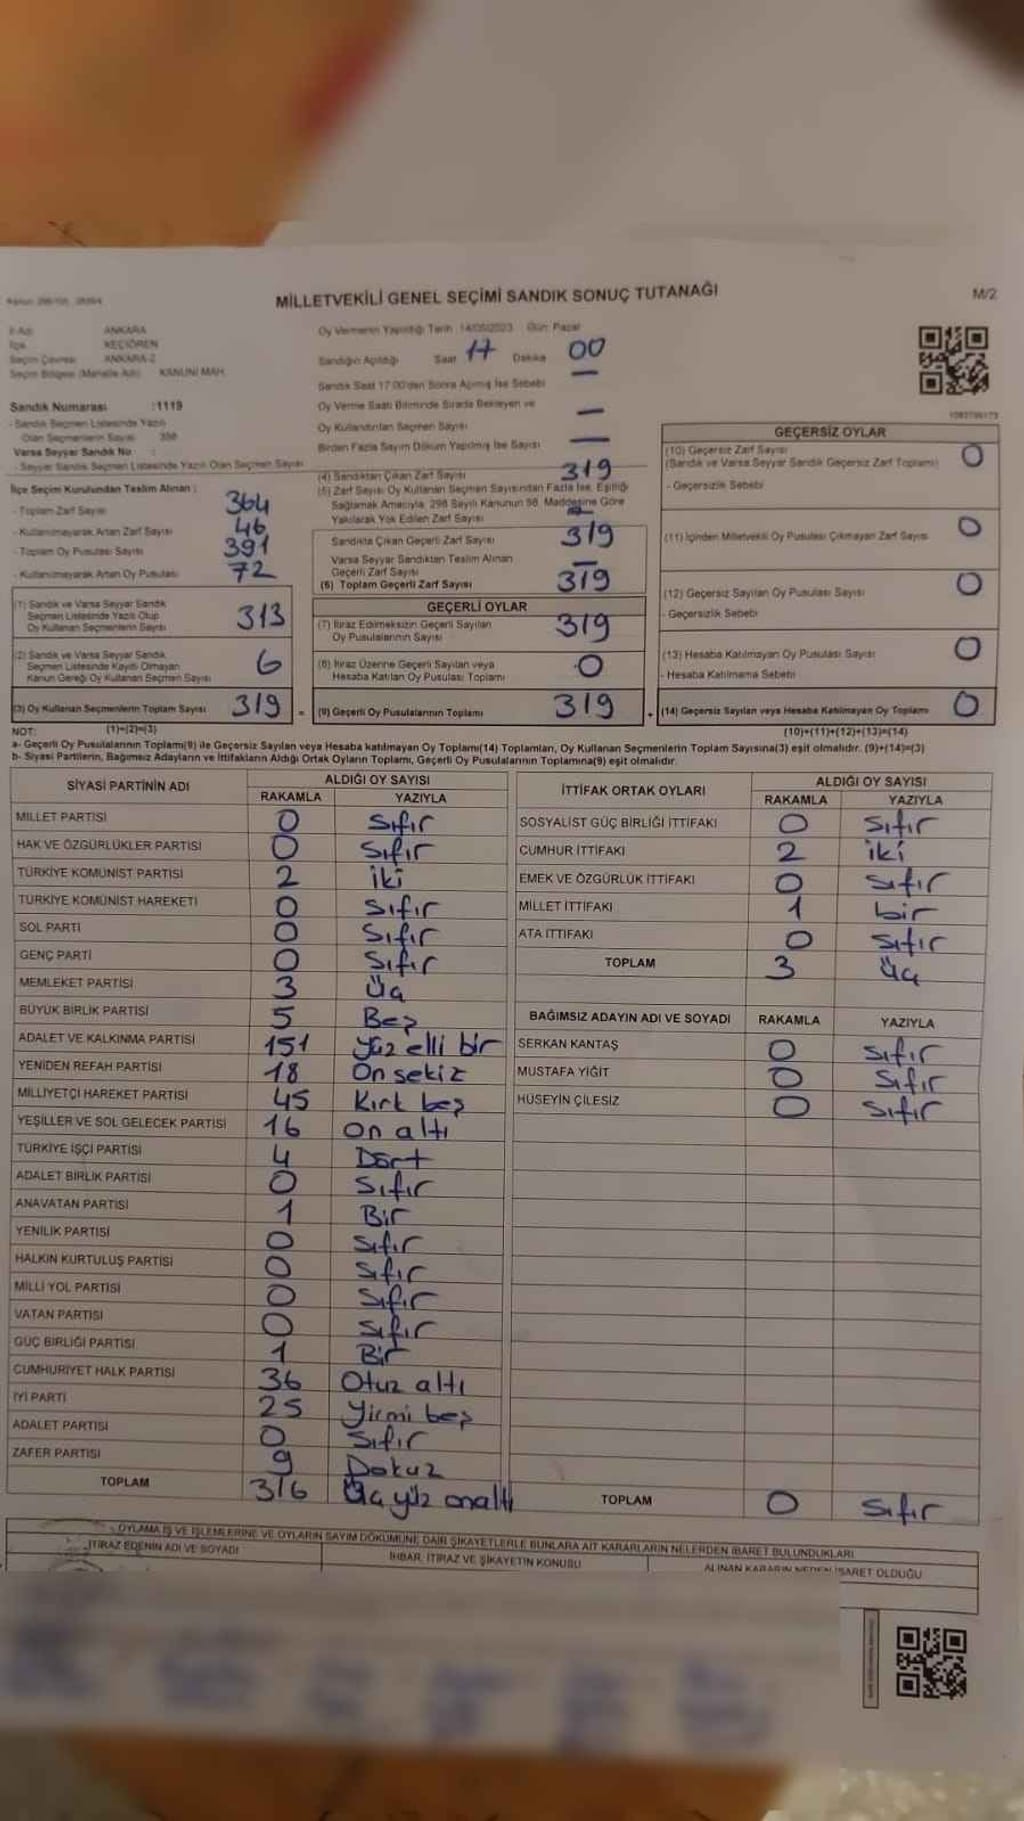 MİLLETVEKİLİ GENEL SEÇİMİ SANDIK SONUÇ TUTANAĞI
M/2
İl Adı ANKARA
İlçe KEÇİÖREN
Seçim Çevresi ANKARA-2
Seçim Bölgesi (Mahalle Adı) KANUNİ MAH.
Sandık Numarası :1119
- Sandık Seçmen Listesinde Yazılı
Olan Seçmenlerin Sayısı
Varsa Seyyar Sandık No :
- Seyyar Sandık Seçmen Listesinde Yazılı Olan Seçmen Sayısı
Oy Vermenin Yapıldığı Tarih :14/05/2023 Gün: Pazar
Sandığın Açıldığı Saat 17 Dakika 00
Sandık Saat 17:00'den Sonra Açılmış İse Sebebi —
Oy Verme Saati Bitiminde Sırada Bekleyen ve
Oy Kullandırılan Seçmen Sayısı —
Birden Fazla Sayım Döküm Yapılmış İse Sayısı —
İlçe Seçim Kurulundan Teslim Alınan :
- Toplam Zarf Sayısı 364
- Kullanılmayarak Artan Zarf Sayısı 46
- Toplam Oy Pusulası Sayısı 391
- Kullanılmayarak Artan Oy Pusulası 72
(1) Sandık ve Varsa Seyyar Sandık
Seçmen Listesinde Yazılı Olup
Oy Kullanan Seçmenlerin Sayısı 313
(2) Sandık ve Varsa Seyyar Sandık
Seçmen Listesinde Kayıtlı Olmayan
Kanun Gereği Oy Kullanan Seçmen Sayısı 6
(3) Oy Kullanan Seçmenlerin Toplam Sayısı 319
(4) Sandıktan Çıkan Zarf Sayısı 319
(5) Zarf Sayısı Oy Kullanan Seçmen Sayısından Fazla İse, Eşitliği
Sağlamak Amacıyla, 298 Sayılı Kanunun 98. Maddesine Göre
Yakılarak Yok Edilen Zarf Sayısı
Sandıkta Çıkan Geçerli Zarf Sayısı 319
Varsa Seyyar Sandıktan Teslim Alınan
Geçerli Zarf Sayısı —
(6) Toplam Geçerli Zarf Sayısı 319
GEÇERLİ OYLAR
(7) İtiraz Edilmeksizin Geçerli Sayılan
Oy Pusulalarının Sayısı 319
(8) İtiraz Üzerine Geçerli Sayılan veya
Hesaba Katılan Oy Pusulası Toplamı 0
= (9) Geçerli Oy Pusulalarının Toplamı 319
GEÇERSİZ OYLAR
(10) Geçersiz Zarf Sayısı 0
(Sandık ve Varsa Seyyar Sandık Geçersiz Zarf Toplamı)
- Geçersizlik Sebebi
(11) İçinden Milletvekili Oy Pusulası Çıkmayan Zarf Sayısı 0
(12) Geçersiz Sayılan Oy Pusulası Sayısı 0
- Geçersizlik Sebebi
(13) Hesaba Katılmayan Oy Pusulası Sayısı 0
- Hesaba Katılmama Sebebi
+ (14) Geçersiz Sayılan veya Hesaba Katılmayan Oy Toplamı 0
NOT: (1)+(2)=(3) (10)+(11)+(12)+(13)=(14)
a- Geçerli Oy Pusulalarının Toplamı(9) ile Geçersiz Sayılan veya Hesaba katılmayan Oy Toplamı(14) Toplamları, Oy Kullanan Seçmenlerin Toplam Sayısına(3) eşit olmalıdır. (9)+(14)=(3)
b- Siyasi Partilerin, Bağımsız Adayların ve İttifakların Aldığı Ortak Oyların Toplamı, Geçerli Oy Pusulalarının Toplamına(9) eşit olmalıdır.
SİYASİ PARTİNİN ADI ALDIĞI OY SAYISI
RAKAMLA YAZIYLA
MİLLET PARTİSİ 0 Sıfır
HAK VE ÖZGÜRLÜKLER PARTİSİ 0 Sıfır
TÜRKİYE KOMÜNİST PARTİSİ 2 İki
TÜRKİYE KOMÜNİST HAREKETİ 0 Sıfır
SOL PARTİ 0 Sıfır
GENÇ PARTİ 0 Sıfır
MEMLEKET PARTİSİ 3 Üç
BÜYÜK BİRLİK PARTİSİ 5 Beş
ADALET VE KALKINMA PARTİSİ 151 Yüz elli bir
YENİDEN REFAH PARTİSİ 18 On sekiz
MİLLİYETÇİ HAREKET PARTİSİ 45 Kırk beş
YEŞİLLER VE SOL GELECEK PARTİSİ 16 On altı
TÜRKİYE İŞÇİ PARTİSİ 4 Dört
ADALET BİRLİK PARTİSİ 0 Sıfır
ANAVATAN PARTİSİ 1 Bir
YENİLİK PARTİSİ 0 Sıfır
HALKIN KURTULUŞ PARTİSİ 0 Sıfır
MİLLİ YOL PARTİSİ 0 Sıfır
VATAN PARTİSİ 0 Sıfır
GÜÇ BİRLİĞİ PARTİSİ 1 Bir
CUMHURİYET HALK PARTİSİ 36 Otuz altı
İYİ PARTİ 25 Yirmi beş
ADALET PARTİSİ 0 Sıfır
ZAFER PARTİSİ 9 Dokuz
TOPLAM 316 Üç yüz onaltı
İTTİFAK ORTAK OYLARI ALDIĞI OY SAYISI
RAKAMLA YAZIYLA
SOSYALİST GÜÇ BİRLİĞİ İTTİFAKI 0 Sıfır
CUMHUR İTTİFAKI 2 iki
EMEK VE ÖZGÜRLÜK İTTİFAKI 0 Sıfır
MİLLET İTTİFAKI 1 bir
ATA İTTİFAKI 0 Sıfır
TOPLAM 3 Üç
BAĞIMSIZ ADAYIN ADI VE SOYADI RAKAMLA YAZIYLA
SERKAN KANTAŞ 0 Sıfır
MUSTAFA YİĞİT 0 Sıfır
HÜSEYİN ÇİLESİZ 0 Sıfır
TOPLAM 0 Sıfır
OYLAMA İŞ VE İŞLEMLERİNE VE OYLARIN SAYIM DÖKÜMÜNE DAİR ŞİKAYETLERLE BUNLARA AİT KARARLARIN NELERDEN İBARET BULUNDUKLARI
İTİRAZ EDENİN ADI VE SOYADI İHBAR, İTİRAZ VE ŞİKAYETİN KONUSU ALINAN KARARIN NEDEN İBARET OLDUĞU